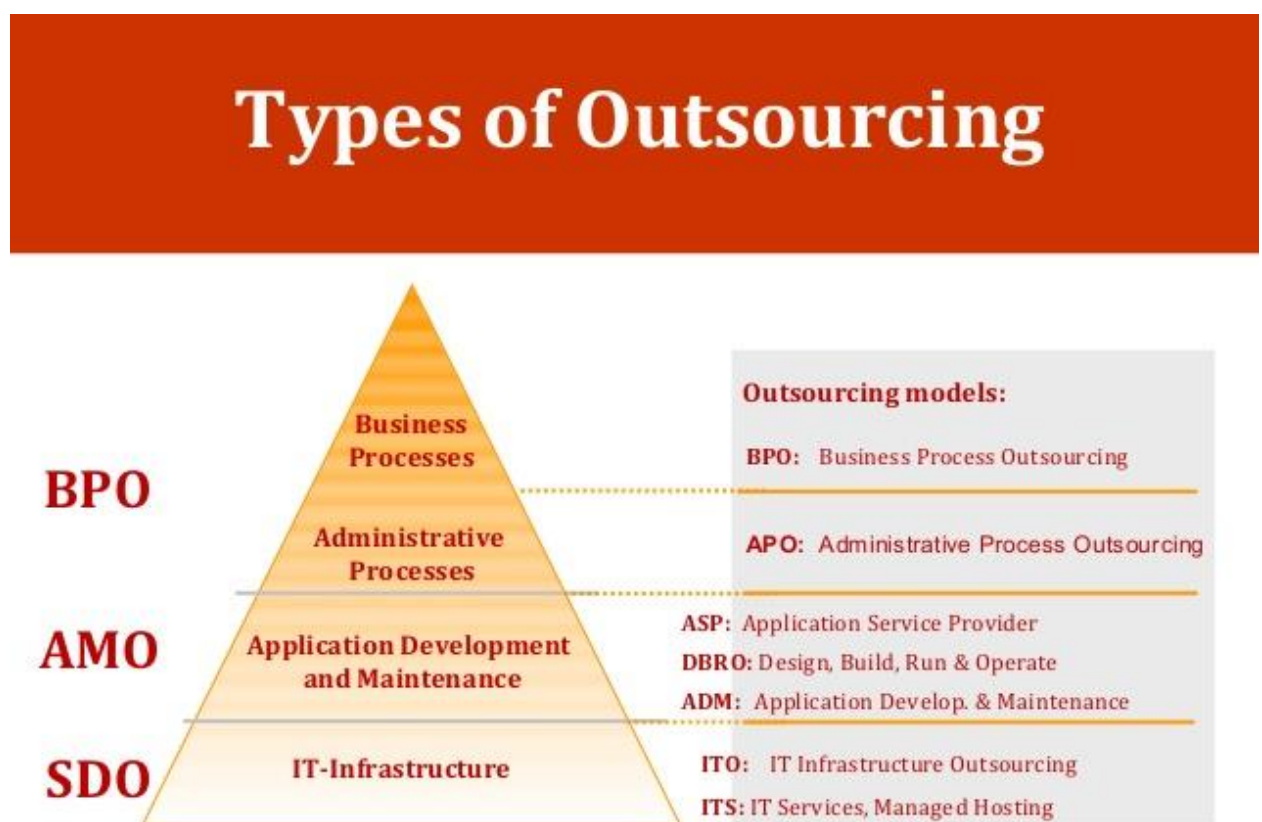 Types of Outsourcing
BPO
AMO
SDO
Business
Processes
Administrative
Processes
Application Development
and Maintenance
IT-Infrastructure
Outsourcing models:
BPO: Business Process Outsourcing
APO: Administrative Process Outsourcing
ASP: Application Service Provider
DBRO: Design, Build, Run & Operate
ADM: Application Develop. & Maintenance
ITO: IT Infrastructure Outsourcing
ITS: IT Services, Managed Hosting